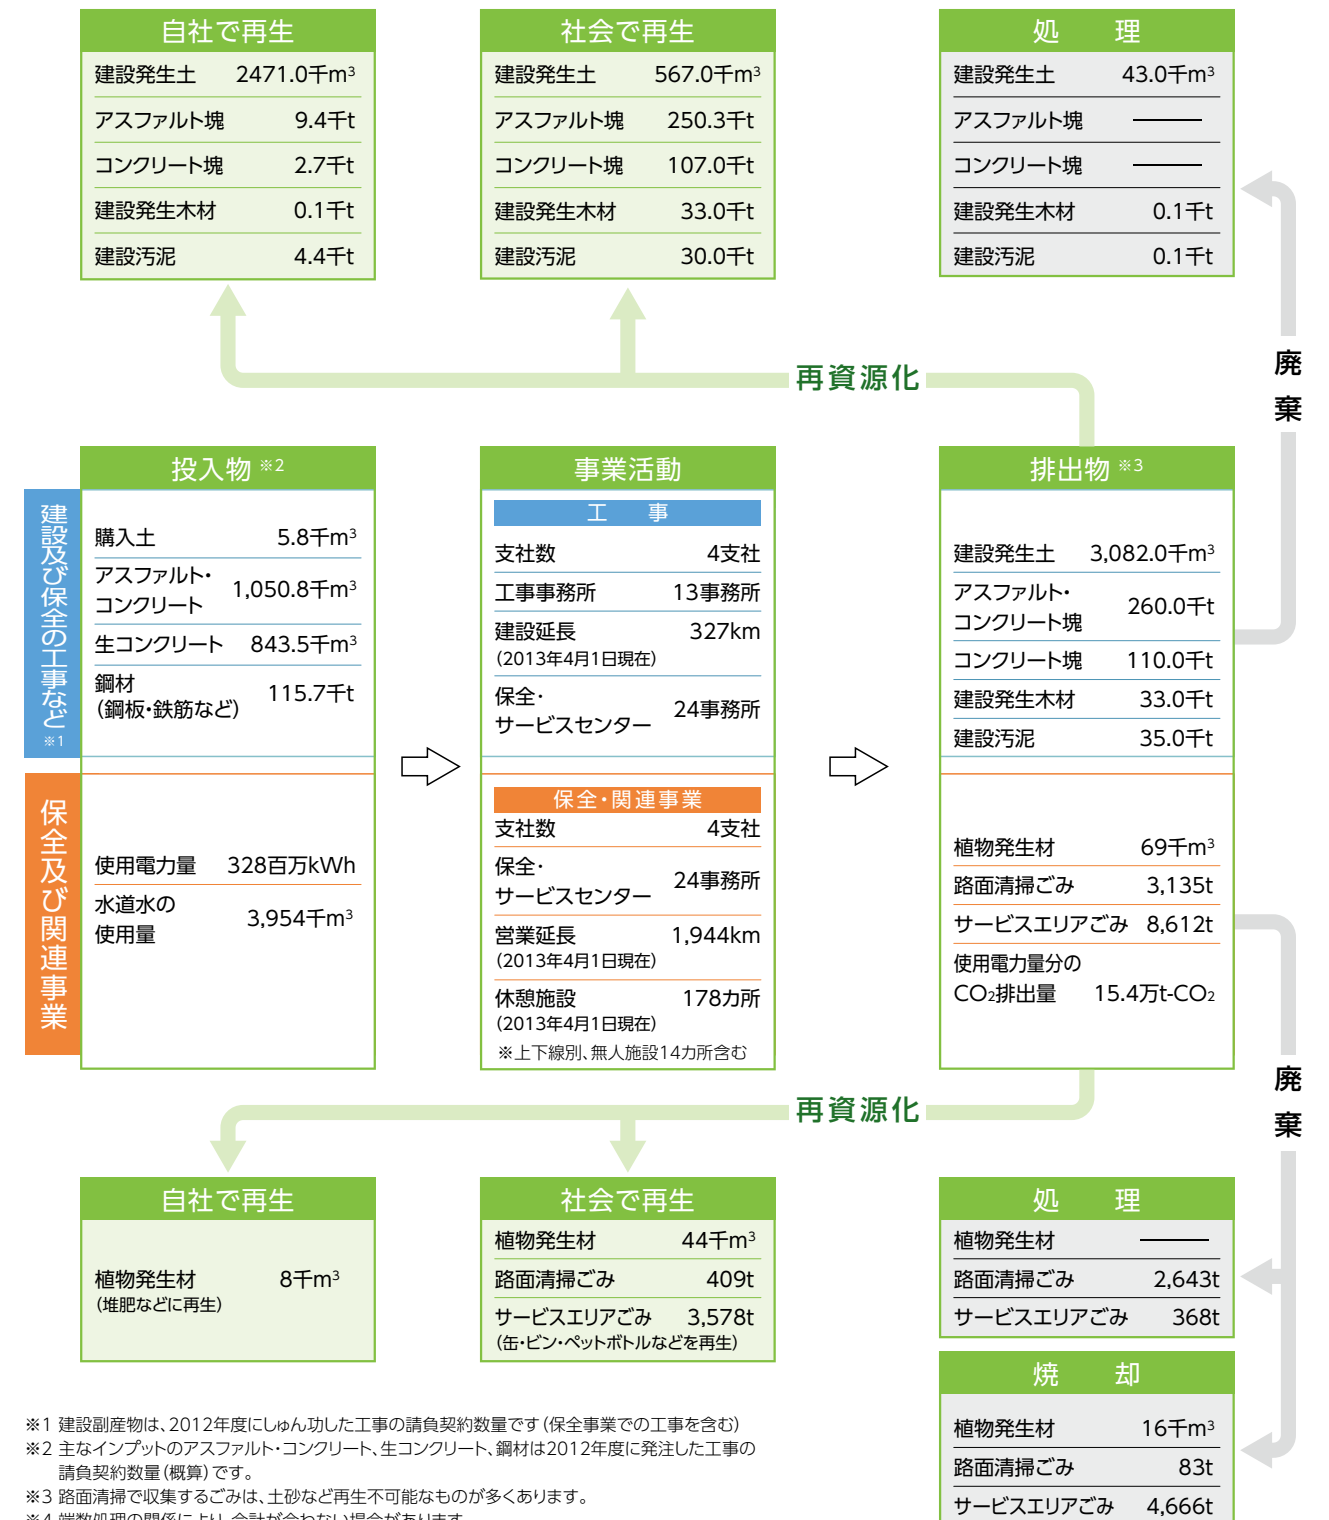 自社で再生
建設発生土 2471.0千m³
アスファルト塊 9.4千t
コンクリート塊 2.7千t
建設発生木材 0.1千t
建設汚泥 4.4千t
社会で再生
建設発生土 567.0千m³
アスファルト塊 250.3千t
コンクリート塊 107.0千t
建設発生木材 33.0千t
建設汚泥 30.0千t
処 理
建設発生土 43.0千m³
アスファルト塊 ―
コンクリート塊 ―
建設発生木材 0.1千t
建設汚泥 0.1千t
再資源化
廃棄
建設及び保全の工事など※1
投入物 ※2
購入土 5.8千m³
アスファルト・
コンクリート 1,050.8千m³
生コンクリート 843.5千m³
鋼材
(鋼板・鉄筋など) 115.7千t
保全及び関連事業
使用電力量 328百万kWh
水道水の
使用量 3,954千m³
事業活動
工 事
支社数 4支社
工事事務所 13事務所
建設延長 327km
(2013年4月1日現在)
保全・
サービスセンター 24事務所
保全・関連事業
支社数 4支社
保全・
サービスセンター 24事務所
営業延長 1,944km
(2013年4月1日現在)
休憩施設 178カ所
(2013年4月1日現在)
※上下線別、無人施設14カ所含む
排出物 ※3
建設発生土 3,082.0千m³
アスファルト・
コンクリート塊 260.0千t
コンクリート塊 110.0千t
建設発生木材 33.0千t
建設汚泥 35.0千t
植物発生材 69千m³
路面清掃ごみ 3,135t
サービスエリアごみ 8,612t
使用電力量分の
CO₂排出量 15.4万t-CO₂
再資源化
廃棄
自社で再生
植物発生材 8千m³
(堆肥などに再生)
社会で再生
植物発生材 44千m³
路面清掃ごみ 409t
サービスエリアごみ 3,578t
(缶・ビン・ペットボトルなどを再生)
処 理
植物発生材 ―
路面清掃ごみ 2,643t
サービスエリアごみ 368t
焼 却
植物発生材 16千m³
路面清掃ごみ 83t
サービスエリアごみ 4,666t
※1 建設副産物は、2012年度にしゅん功した工事の請負契約数量です(保全事業での工事を含む)
※2 主なインプットのアスファルト・コンクリート、生コンクリート、鋼材は2012年度に発注した工事の
請負契約数量(概算)です。
※3 路面清掃で収集するごみは、土砂など再生不可能なものが多くあります。
※4 端数処理の関係により、合計が合わない場合があります。